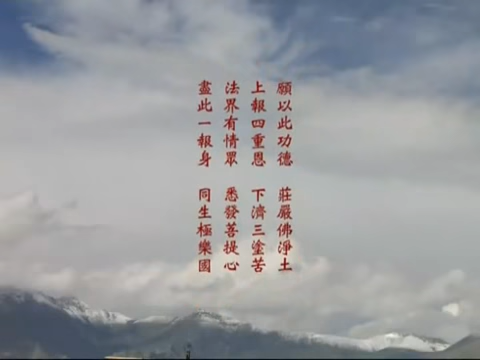 願以此功德 莊嚴佛淨土
上報四重恩 下濟三塗苦
法界有情眾 悉發菩提心
盡此一報身 同生極樂國